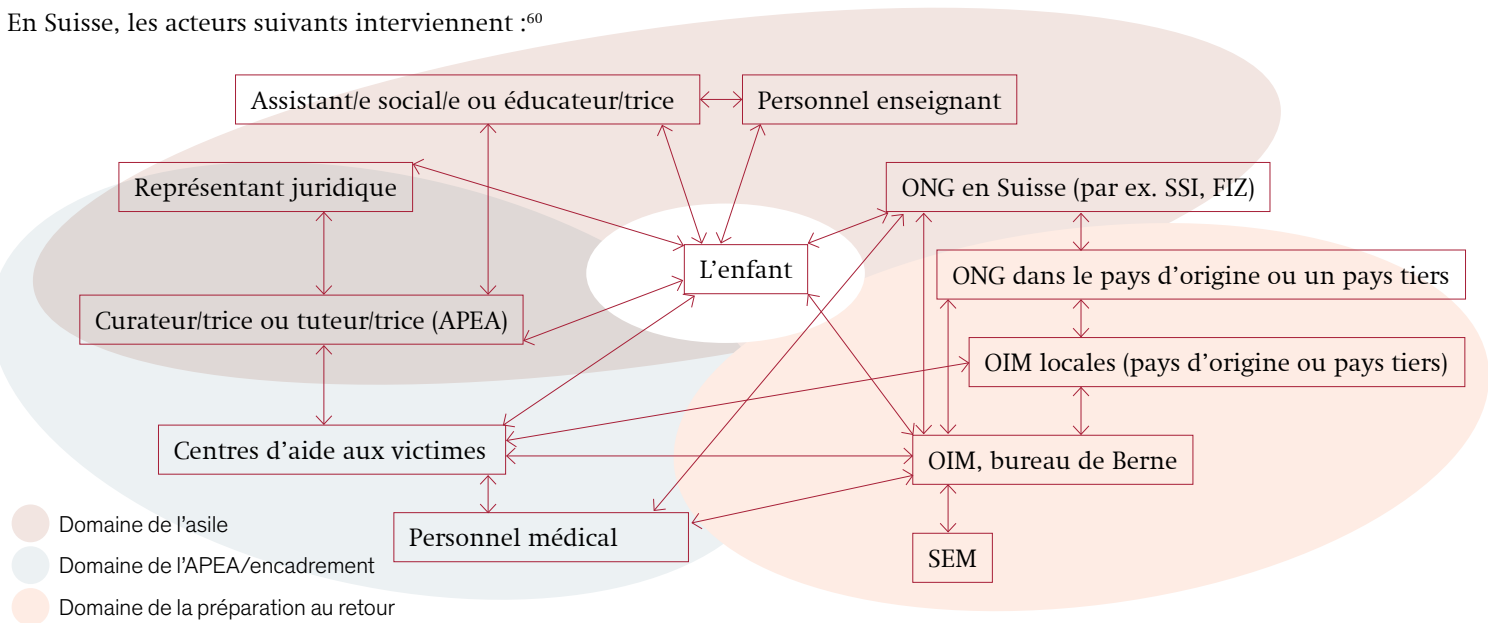 En Suisse, les acteurs suivants interviennent :60
Assistant/e social/e ou éducateur/trice
Personnel enseignant
Représentant juridique
ONG en Suisse (par ex. SSI, FIZ)
L’enfant
ONG dans le pays d’origine ou un pays tiers
Curateur/trice ou tuteur/trice (APEA)
OIM locales (pays d’origine ou pays tiers)
Centres d’aide aux victimes
OIM, bureau de Berne
Personnel médical
SEM
Domaine de l’asile
Domaine de l’APEA/encadrement
Domaine de la préparation au retour